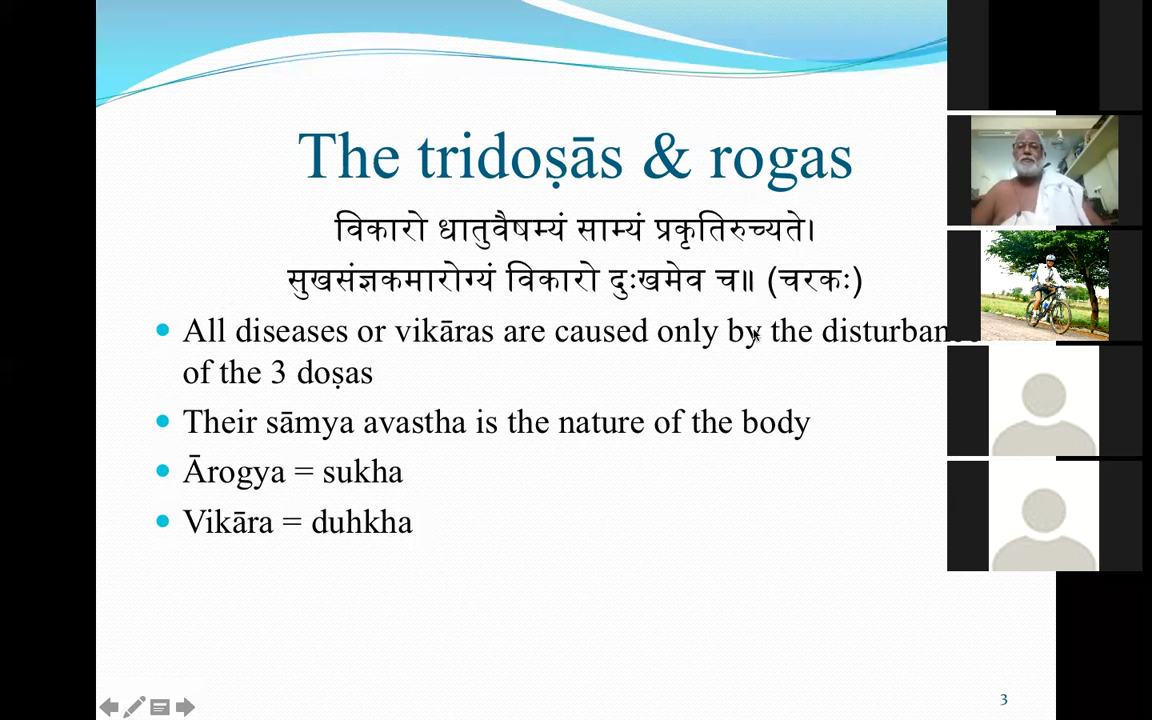 The tridoṣās & rogas
विकारो धातुवैषम्यं साम्यं प्रकृतिरुच्यते।
सुखसंज्ञकमारोग्यं विकारो दुःखमेव च॥ (चरकः)
• All diseases or vikāras are caused only by the
of the 3 doṣas
• Their sāmya avastha is the nature of the body
• Ārogya = sukha
• Vikāra = duhkha
3